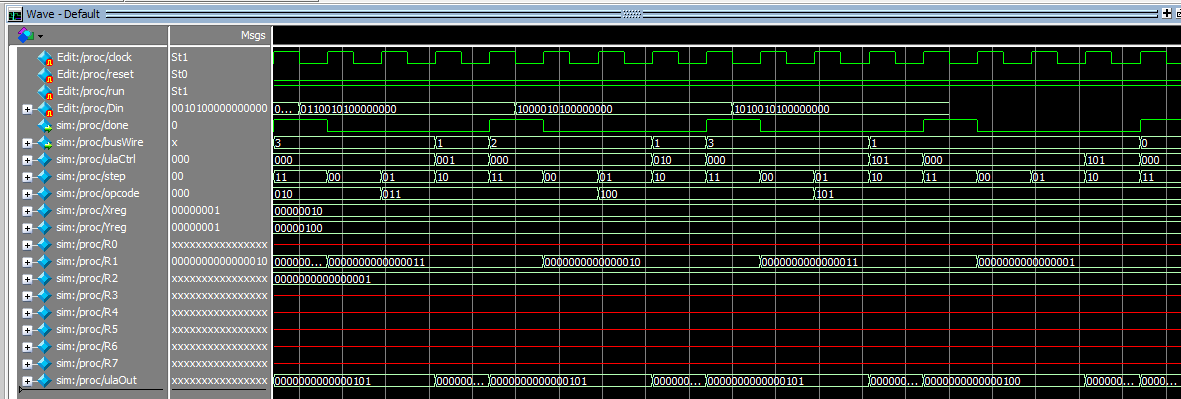 Wave - Default
Msgs
Edit:/proc/clock St1
Edit:/proc/reset St0
Edit:/proc/run St1
Edit:/proc/Din 0010100000000000 0... 0110010100000000 1000010100000000 1010010100000000
sim:/proc/done 0
sim:/proc/busWire x 3 1 2 1 3 1 0
sim:/proc/ulaCtrl 000 000 001 000 010 000 101 000 101 000
sim:/proc/step 00 11 00 01 10 11 00 01 10 11 00 01 10 11 00 01 10 11
sim:/proc/opcode 000 010 011 100 101
sim:/proc/Xreg 00000001 00000010
sim:/proc/Yreg 00000001 00000100
sim:/proc/R0 xxxxxxxxxxxxxxxx
sim:/proc/R1 0000000000000010 000000... 0000000000000011 0000000000000010 0000000000000011 0000000000000001
sim:/proc/R2 xxxxxxxxxxxxxxxx 0000000000000001
sim:/proc/R3 xxxxxxxxxxxxxxxx
sim:/proc/R4 xxxxxxxxxxxxxxxx
sim:/proc/R5 xxxxxxxxxxxxxxxx
sim:/proc/R6 xxxxxxxxxxxxxxxx
sim:/proc/R7 xxxxxxxxxxxxxxxx
sim:/proc/ulaOut xxxxxxxxxxxxxxxx 0000000000000101 000000... 0000000000000101 000000... 0000000000000101 000000... 0000000000000100 000000... 0000...